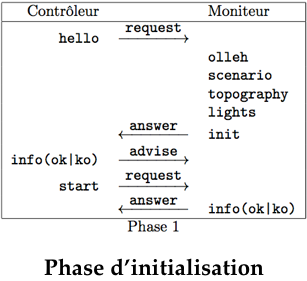 Contrôleur Moniteur
request
hello
olleh
scenario
topography
lights
answer
init
advise
info(ok|ko)
request
start
answer
info(ok|ko)
Phase 1
Phase d'initialisation